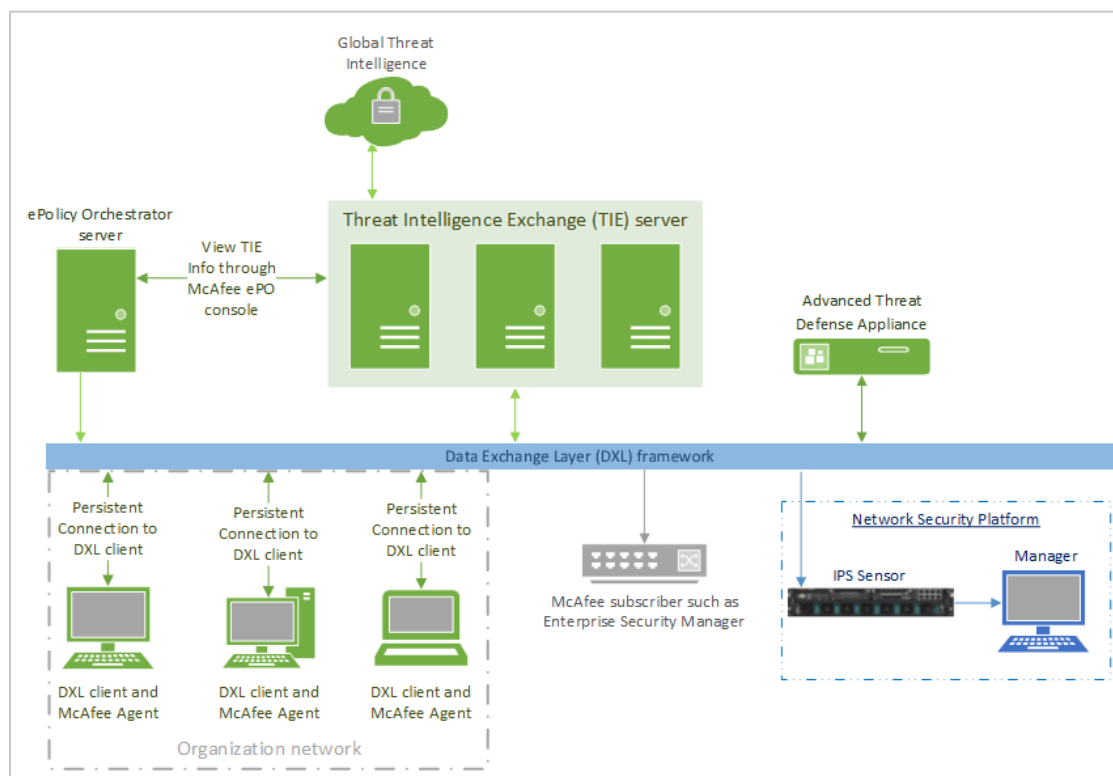 Global Threat
Intelligence
ePolicy Orchestrator
server
Threat Intelligence Exchange (TIE) server
View TIE
Info through
McAfee ePO
console
Advanced Threat
Defense Appliance
Data Exchange Layer (DXL) framework
Persistent
Connection to
DXL client
Persistent
Connection to
DXL client
Persistent
Connection to
DXL client
Network Security Platform
Manager
IPS Sensor
McAfee subscriber such as
Enterprise Security Manager
DXL client and
McAfee Agent
DXL client and
McAfee Agent
DXL client and
McAfee Agent
Organization network